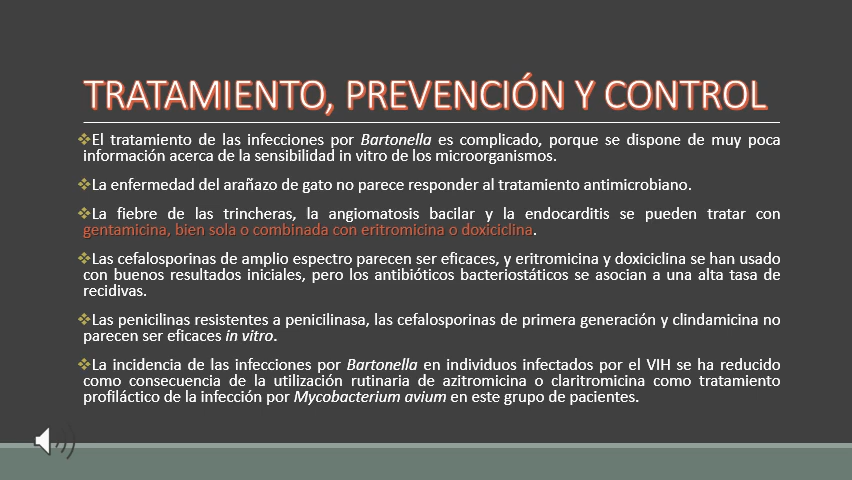 TRATAMIENTO, PREVENCIÓN Y CONTROL
❖El tratamiento de las infecciones por Bartonella es complicado, porque se dispone de muy poca
información acerca de la sensibilidad in vitro de los microorganismos.
❖La enfermedad del arañazo de gato no parece responder al tratamiento antimicrobiano.
❖La fiebre de las trincheras, la angiomatosis bacilar y la endocarditis se pueden tratar con
gentamicina, bien sola o combinada con eritromicina o doxiciclina.
❖Las cefalosporinas de amplio espectro parecen ser eficaces, y eritromicina y doxiciclina se han usado
con buenos resultados iniciales, pero los antibióticos bacteriostáticos se asocian a una alta tasa de
recidivas.
❖Las penicilinas resistentes a penicilinasa, las cefalosporinas de primera generación y clindamicina no
parecen ser eficaces in vitro.
❖La incidencia de las infecciones por Bartonella en individuos infectados por el VIH se ha reducido
como consecuencia de la utilización rutinaria de azitromicina o claritromicina como tratamiento
profiláctico de la infección por Mycobacterium avium en este grupo de pacientes.